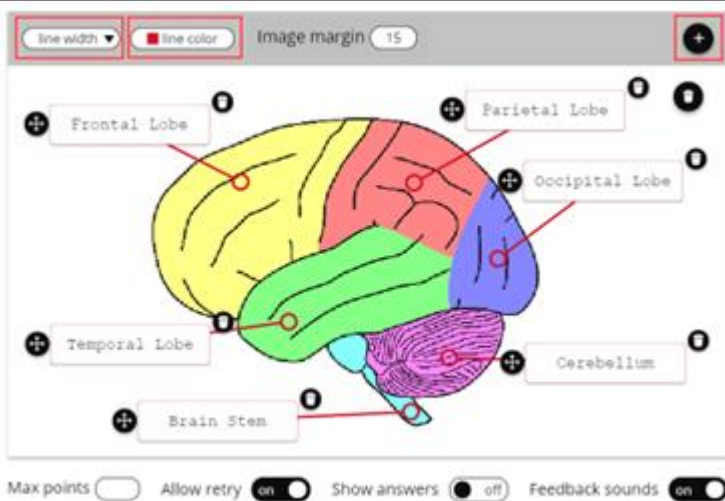 line width ▼ line color Image margin 15 +
Frontal Lobe
Parietal Lobe
Occipital Lobe
Temporal Lobe
Cerebellum
Brain Stem
Max points Allow retry on Show answers off Feedback sounds on